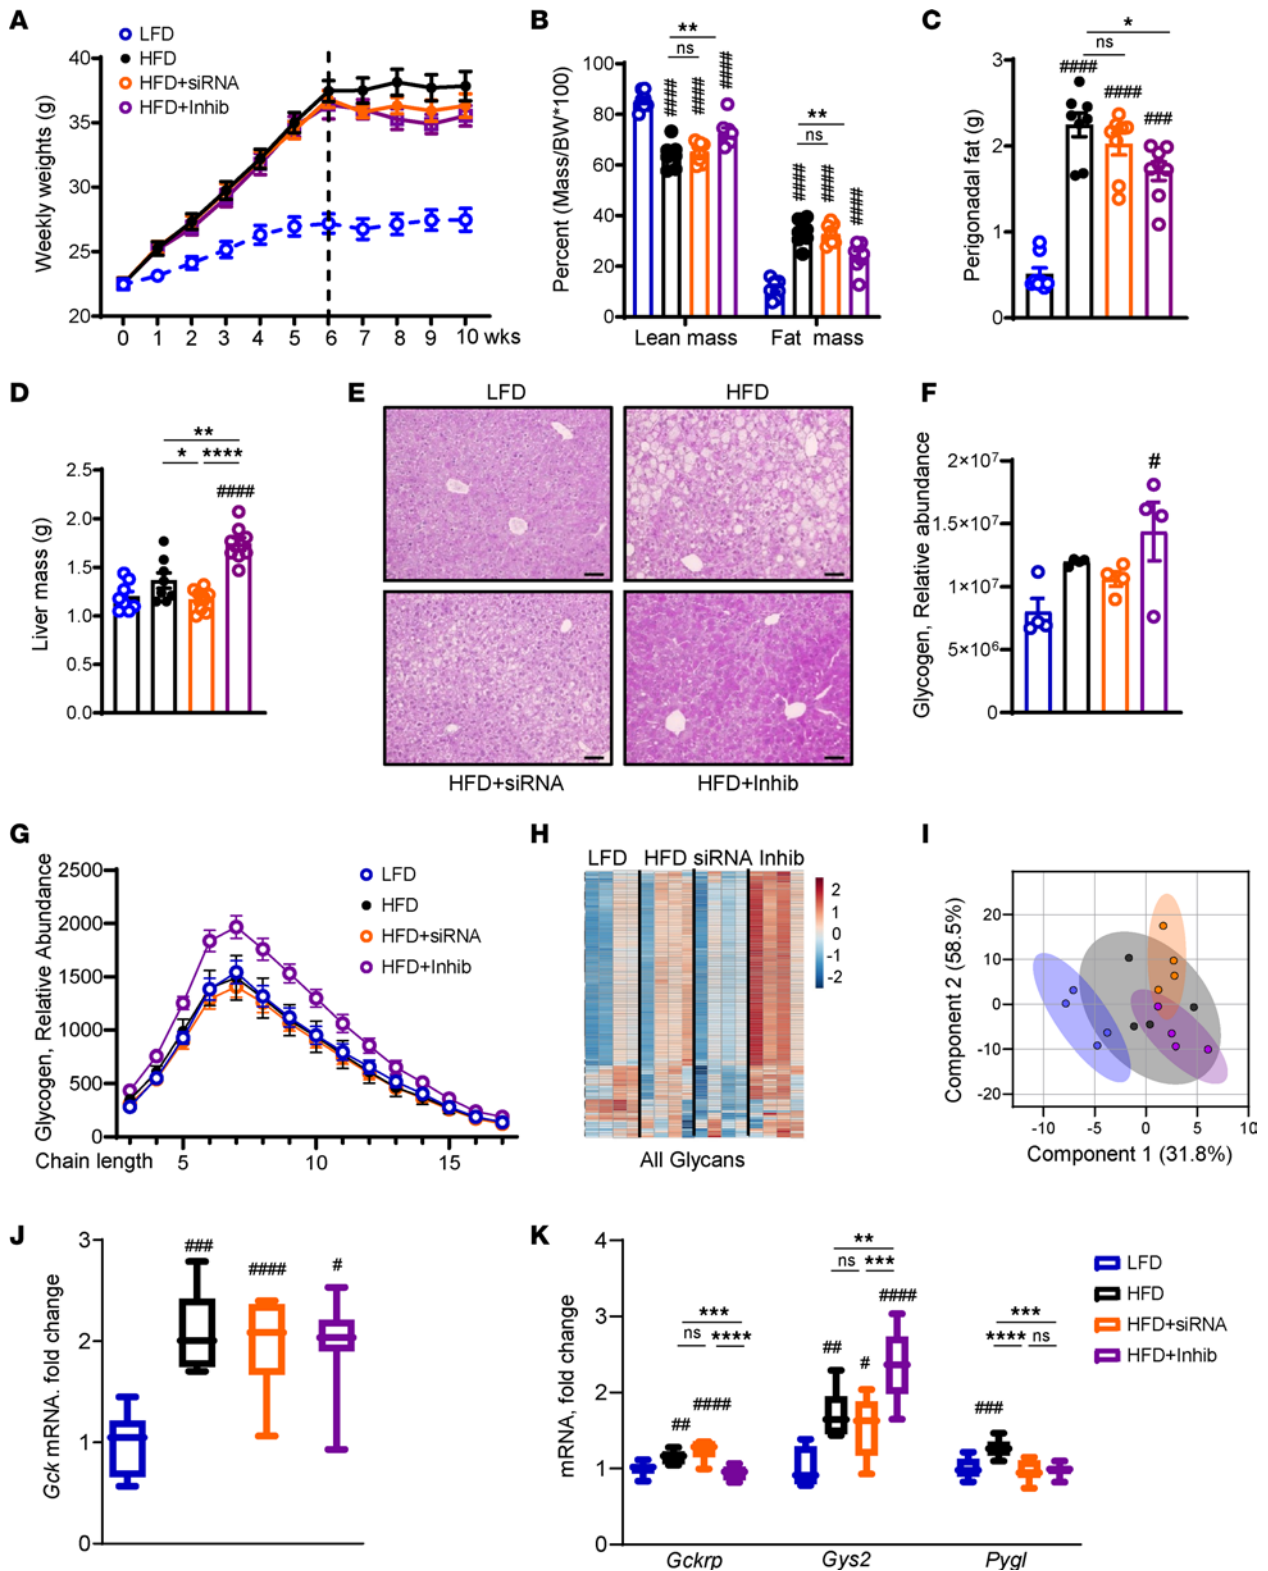 A
LFD
HFD
HFD+siRNA
HFD+Inhib
Weekly weights (g)
40
35
30
25
20
0 1 2 3 4 5 6 7 8 9 10 wks
B
**
ns
####
####
####
**
ns
####
####
####
Percent (Mass/BW*100)
100
80
60
40
20
0
Lean mass
Fat mass
C
*
ns
####
####
###
Perigonadal fat (g)
3
2
1
0
D
**
* ****
####
Liver mass (g)
2.5
2.0
1.5
1.0
0.5
0.0
E
LFD
HFD
HFD+siRNA
HFD+Inhib
F
Glycogen, Relative abundance
2×10⁷
1.5×10⁷
1×10⁷
5×10⁶
0
#
G
Glycogen, Relative Abundance
2500
2000
1500
1000
500
0
LFD
HFD
HFD+siRNA
HFD+Inhib
Chain length 5 10 15
H
LFD HFD siRNA Inhib
2
1
0
-1
-2
All Glycans
I
Component 2 (58.5%)
20
10
0
-10
-20
-10 -5 0 5 10
Component 1 (31.8%)
J
Gck mRNA. fold change
3
2
1
0
###
####
#
K
mRNA, fold change
4
3
2
1
0
***
ns ****
##
####
**
ns ***
##
#
####
***
**** ns
###
Gckrp
Gys2
Pygl
LFD
HFD
HFD+siRNA
HFD+Inhib